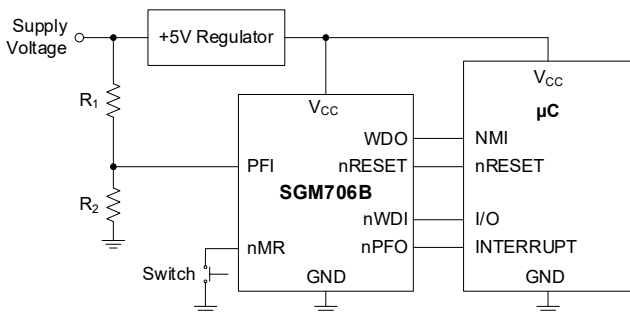 Supply
Voltage
+5V Regulator
R1
R2
Switch
VCC
PFI
nMR
WDO
nRESET
SGM706B
nWDI
nPFO
GND
VCC
µC
NMI
nRESET
I/O
INTERRUPT
GND